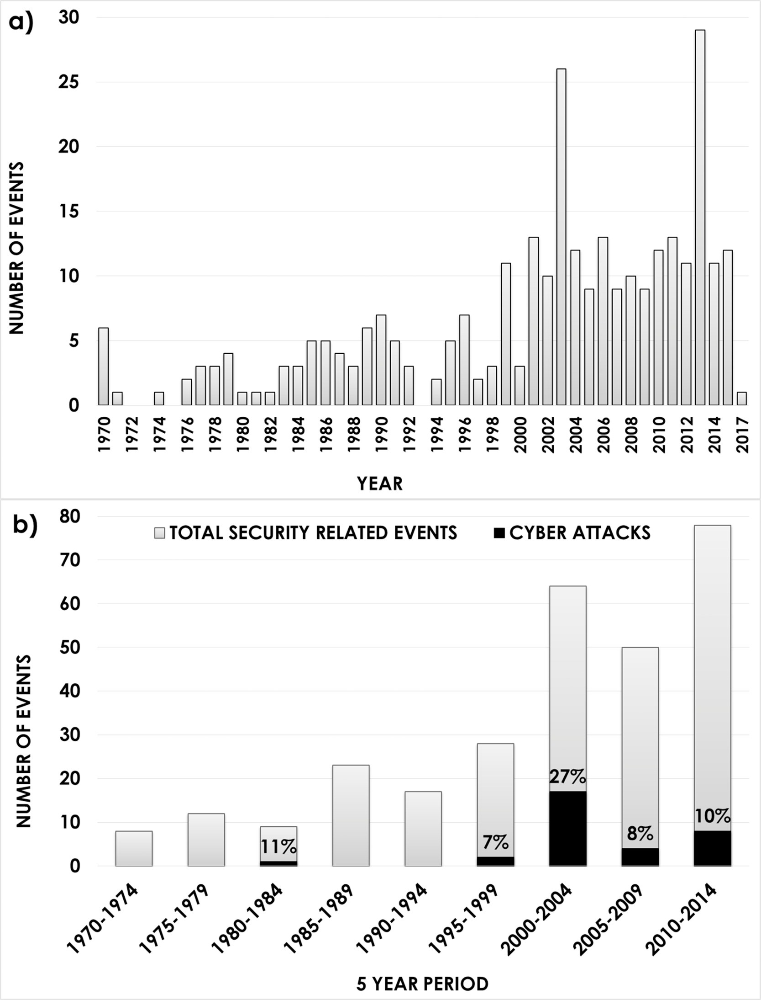 a)
30
25
20
15
10
5
0
NUMBER OF EVENTS
1970 1972 1974 1976 1978 1980 1982 1984 1986 1988 1990 1992 1994 1996 1998 2000 2002 2004 2006 2008 2010 2012 2014 2017
YEAR
b)
80
TOTAL SECURITY RELATED EVENTS CYBER ATTACKS
70
60
50
40
30
20
10
0
NUMBER OF EVENTS
11%
7%
27%
8%
10%
1970-1974 1975-1979 1980-1984 1985-1989 1990-1994 1995-1999 2000-2004 2005-2009 2010-2014
5 YEAR PERIOD